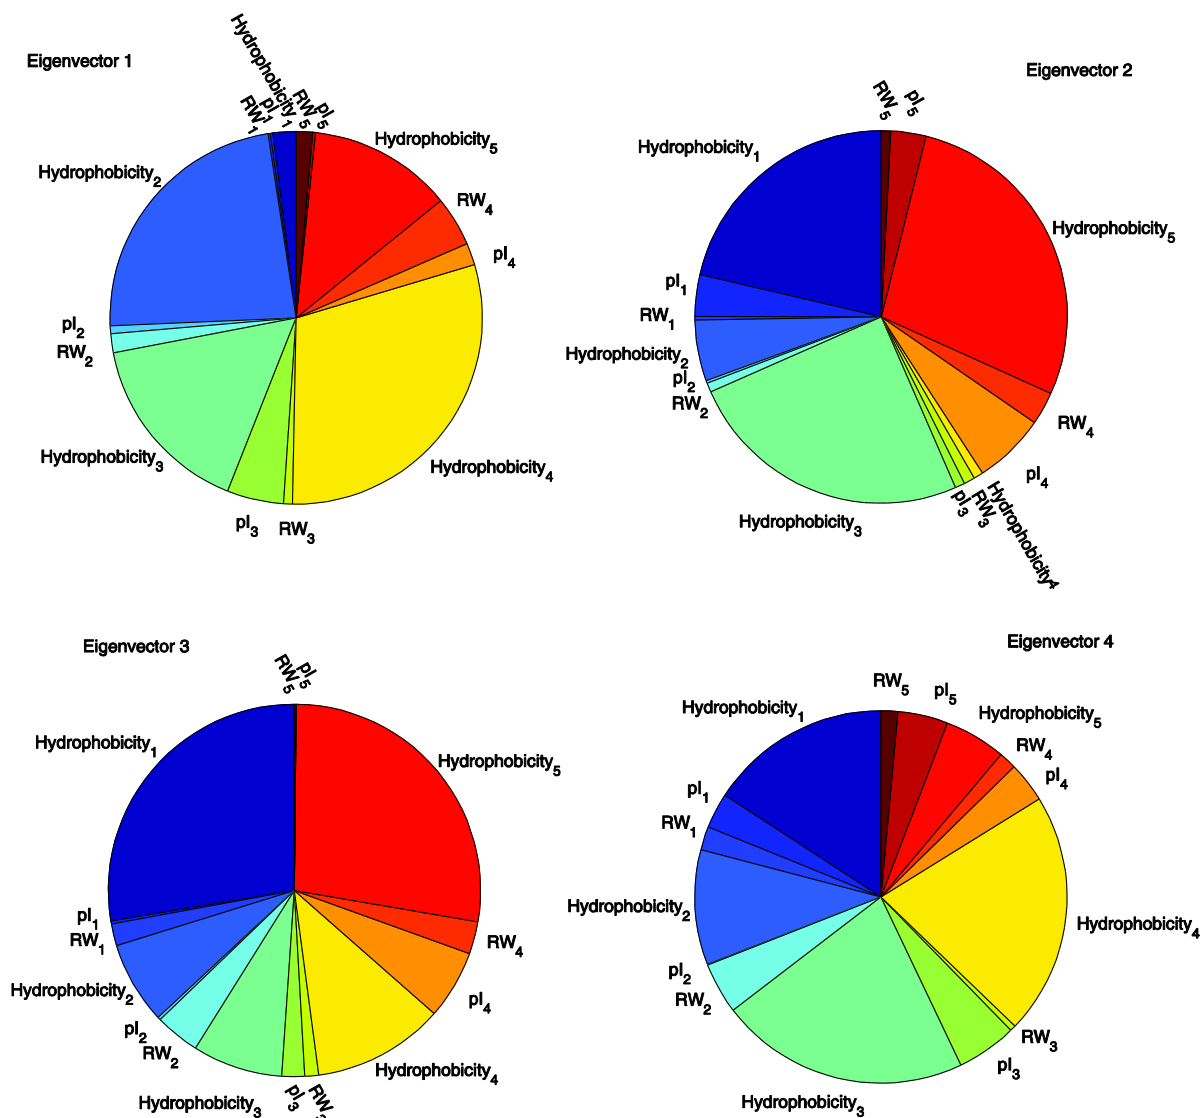 Eigenvector 1
Hydrophobicity₁
pI₁
RW₁
RW₅
pI₅
Hydrophobicity₅
RW₄
pI₄
Hydrophobicity₄
RW₃
pI₃
Hydrophobicity₃
RW₂
pI₂
Hydrophobicity₂
Eigenvector 2
RW₅
pI₅
Hydrophobicity₅
RW₄
pI₄
Hydrophobicity₄
RW₃
pI₃
Hydrophobicity₃
RW₂
pI₂
Hydrophobicity₂
RW₁
pI₁
Hydrophobicity₁
Eigenvector 3
RW₅
pI₅
Hydrophobicity₅
RW₄
pI₄
Hydrophobicity₄
RW
pI₃
Hydrophobicity₃
RW₂
pI₂
Hydrophobicity₂
RW₁
pI₁
Hydrophobicity₁
Eigenvector 4
RW₅
pI₅
Hydrophobicity₅
RW₄
pI₄
Hydrophobicity₄
RW₃
pI₃
Hydrophobicity₃
RW₂
pI₂
Hydrophobicity₂
RW₁
pI₁
Hydrophobicity₁